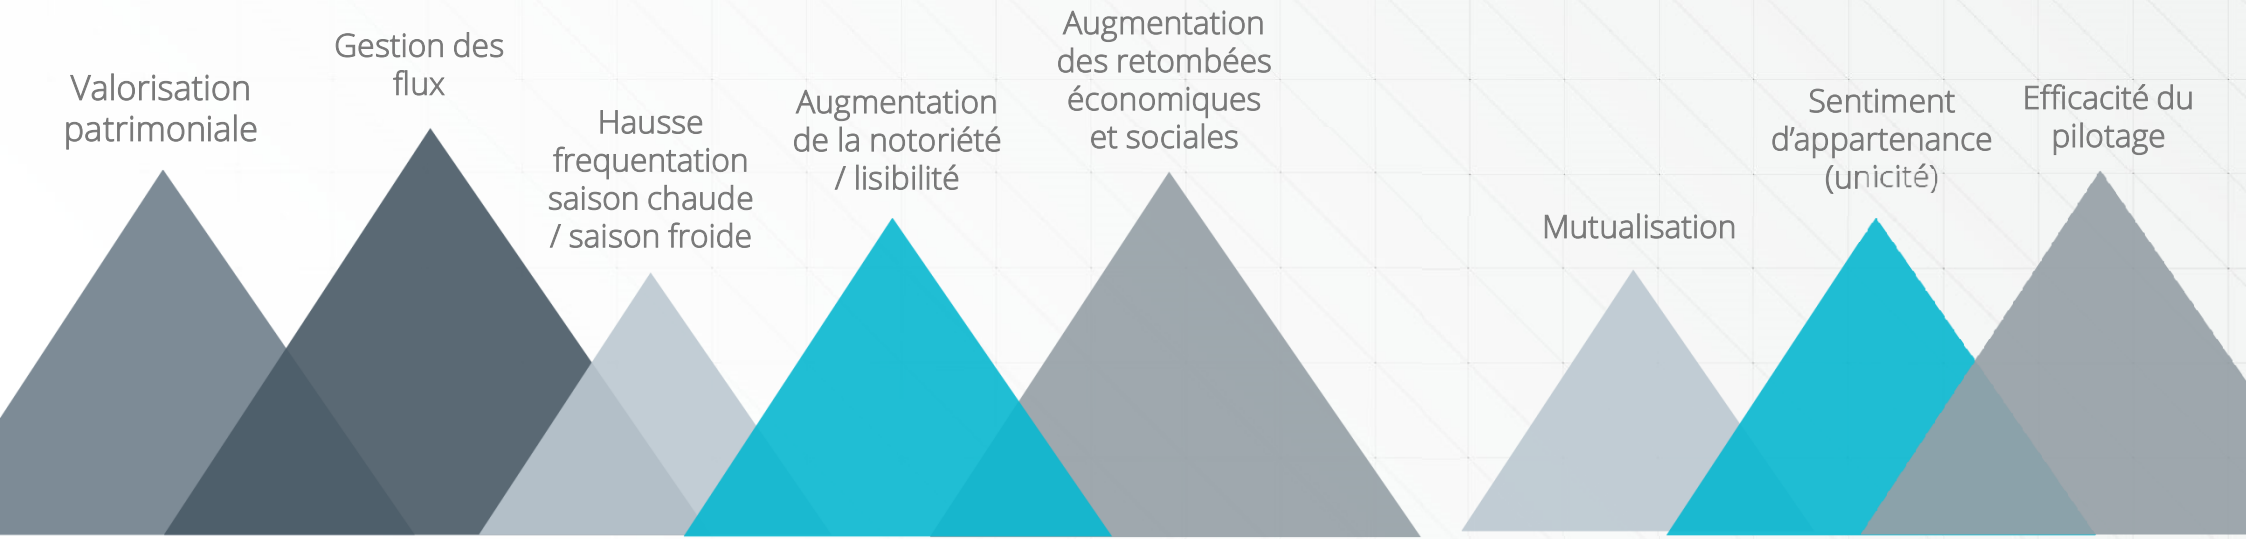 Valorisation
patrimoniale
Gestion des
flux
Hausse
frequentation
saison chaude
/ saison froide
Augmentation
de la notoriété
/ lisibilité
Augmentation
des retombées
économiques
et sociales
Mutualisation
Sentiment
d’appartenance
(unicité)
Efficacité du
pilotage